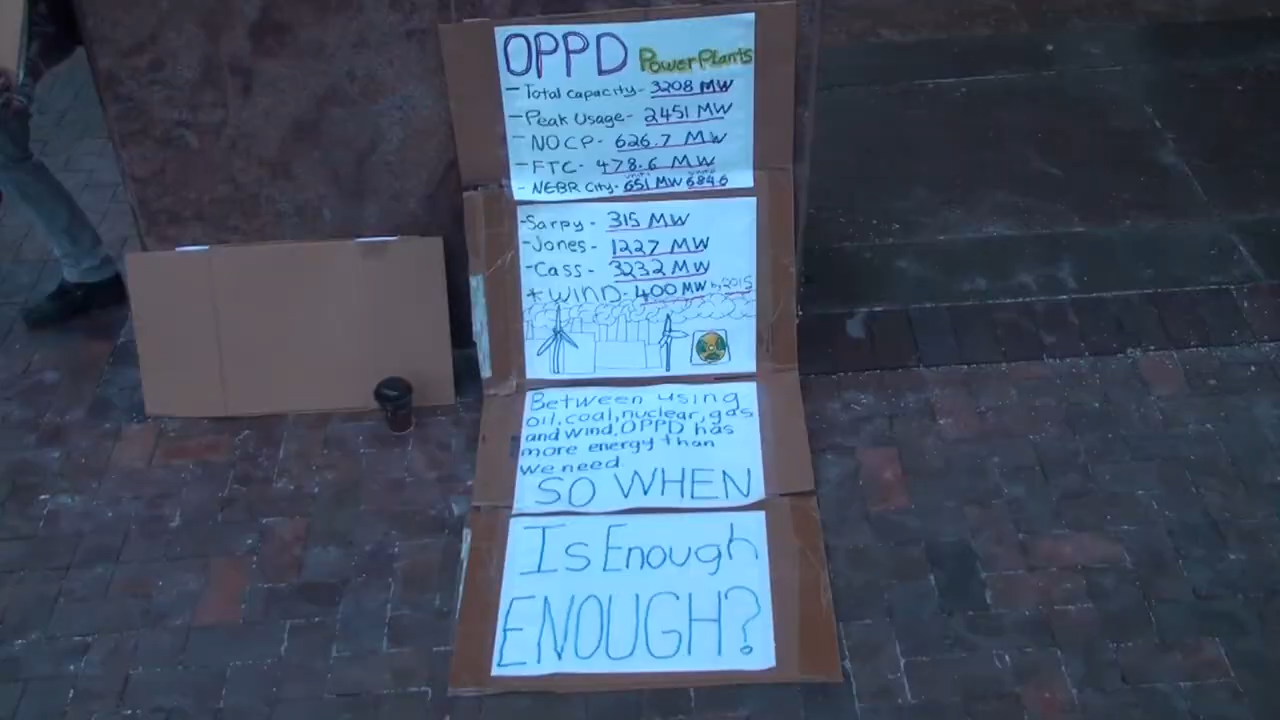 OPPD Power Plants
- Total capacity - 3208 MW
- Peak Usage - 2451 MW
- NOCP - 626.7 MW
- FTC - 478.6 MW
- NEBR City - 651 MW 684.6
- Sarpy - 315 MW
- Jones - 1227 MW
- Cass - 3232 MW
* WIND - 400 MW by 2015
Between using
oil, coal, nuclear, gas
and wind, OPPD has
more energy than
we need.
SO WHEN
Is Enough
ENOUGH?